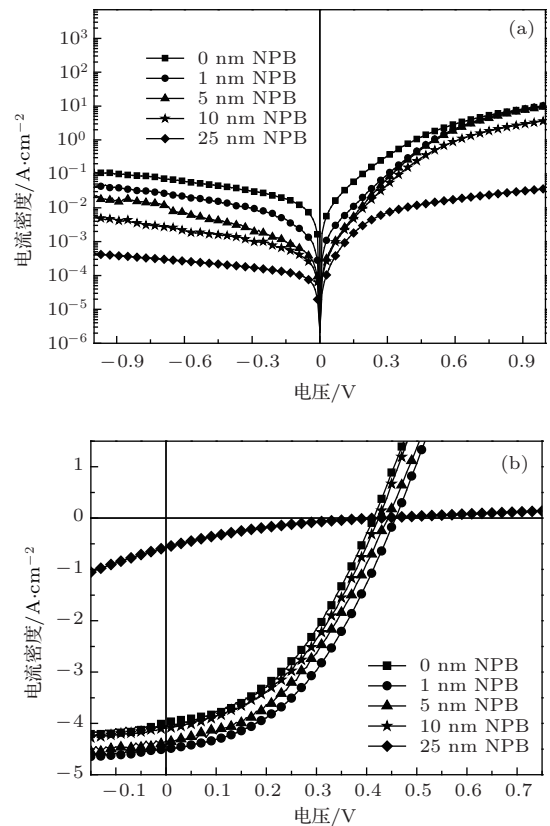 (a)
0 nm NPB
1 nm NPB
5 nm NPB
10 nm NPB
25 nm NPB
10⁷
10⁶
10⁵
10⁴
10³
10²
10¹
10⁰
10⁻¹
10⁻²
10⁻³
10⁻⁴
10⁻⁵
10⁻⁶
电流密度/A·cm⁻²
−0.9 −0.6 −0.3 0 0.3 0.6 0.9
电压/V
(b)
1
0
−1
−2
−3
−4
−5
电流密度/A·cm⁻²
0 nm NPB
1 nm NPB
5 nm NPB
10 nm NPB
25 nm NPB
−0.1 0 0.1 0.2 0.3 0.4 0.5 0.6 0.7
电压/V